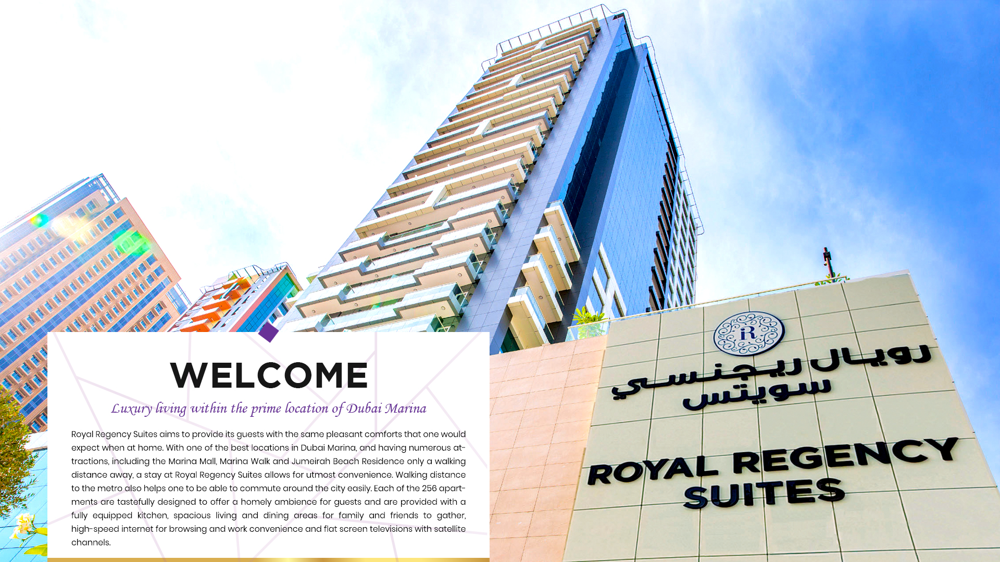 WELCOME
Luxury living within the prime location of Dubai Marina
Royal Regency Suites aims to provide its guests with the same pleasant comforts that one would
expect when at home. With one of the best locations in Dubai Marina, and having numerous at-
tractions, including the Marina Mall, Marina Walk and Jumeirah Beach Residence only a walking
distance away, a stay at Royal Regency Suites allows for utmost convenience. Walking distance
to the metro also helps one to be able to commute around the city easily. Each of the 256 apart-
ments are tastefully designed to offer a homely ambience for guests and are provided with a
fully equipped kitchen, spacious living and dining areas for family and friends to gather,
high-speed internet for browsing and work convenience and flat screen televisions with satellite
channels.
R
رويال ريجنسي
سويتس
ROYAL REGENCY
SUITES